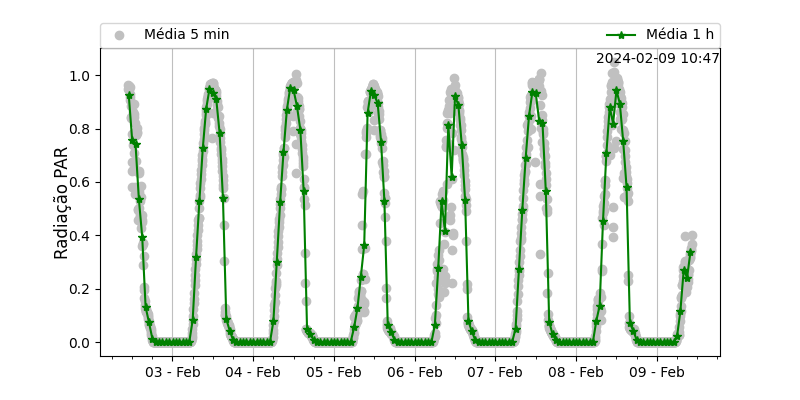 Média 5 min
Média 1 h
2024-02-09 10:47
Radiação PAR
1.0
0.8
0.6
0.4
0.2
0.0
03 - Feb
04 - Feb
05 - Feb
06 - Feb
07 - Feb
08 - Feb
09 - Feb